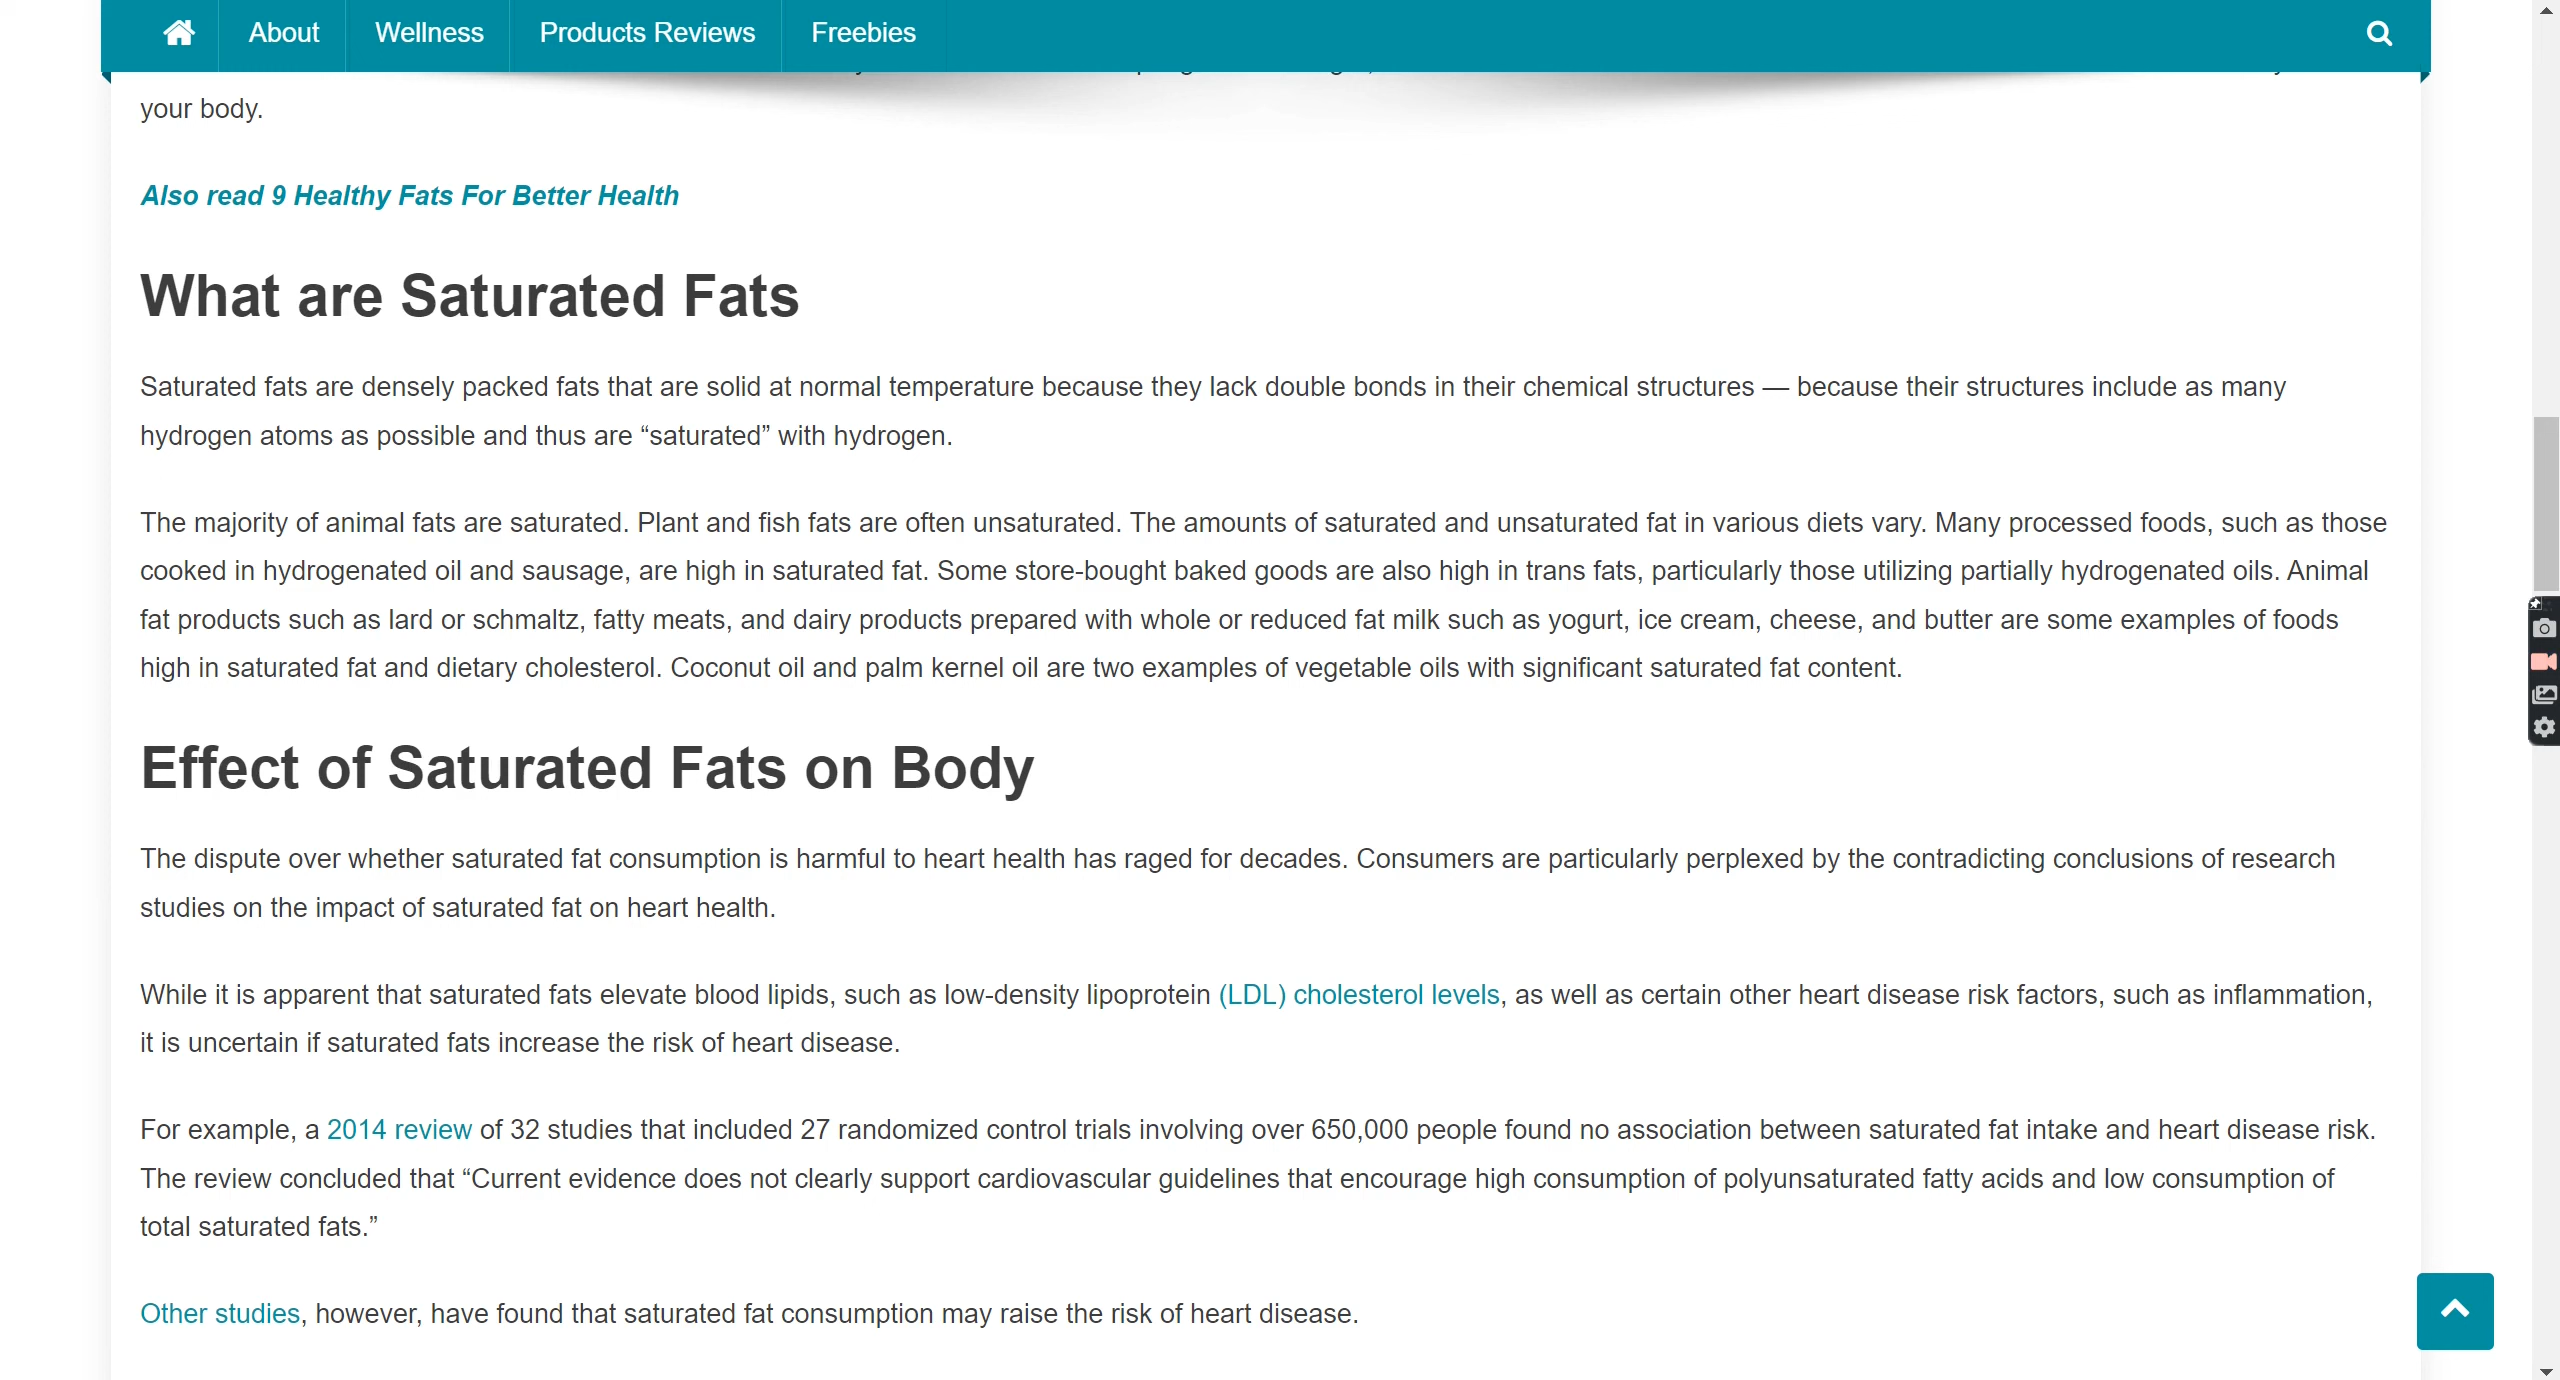 About Wellness Products Reviews Freebies
your body.
Also read 9 Healthy Fats For Better Health
What are Saturated Fats
Saturated fats are densely packed fats that are solid at normal temperature because they lack double bonds in their chemical structures — because their structures include as many
hydrogen atoms as possible and thus are “saturated” with hydrogen.
The majority of animal fats are saturated. Plant and fish fats are often unsaturated. The amounts of saturated and unsaturated fat in various diets vary. Many processed foods, such as those
cooked in hydrogenated oil and sausage, are high in saturated fat. Some store-bought baked goods are also high in trans fats, particularly those utilizing partially hydrogenated oils. Animal
fat products such as lard or schmaltz, fatty meats, and dairy products prepared with whole or reduced fat milk such as yogurt, ice cream, cheese, and butter are some examples of foods
high in saturated fat and dietary cholesterol. Coconut oil and palm kernel oil are two examples of vegetable oils with significant saturated fat content.
Effect of Saturated Fats on Body
The dispute over whether saturated fat consumption is harmful to heart health has raged for decades. Consumers are particularly perplexed by the contradicting conclusions of research
studies on the impact of saturated fat on heart health.
While it is apparent that saturated fats elevate blood lipids, such as low-density lipoprotein (LDL) cholesterol levels, as well as certain other heart disease risk factors, such as inflammation,
it is uncertain if saturated fats increase the risk of heart disease.
For example, a 2014 review of 32 studies that included 27 randomized control trials involving over 650,000 people found no association between saturated fat intake and heart disease risk.
The review concluded that “Current evidence does not clearly support cardiovascular guidelines that encourage high consumption of polyunsaturated fatty acids and low consumption of
total saturated fats.”
Other studies, however, have found that saturated fat consumption may raise the risk of heart disease.